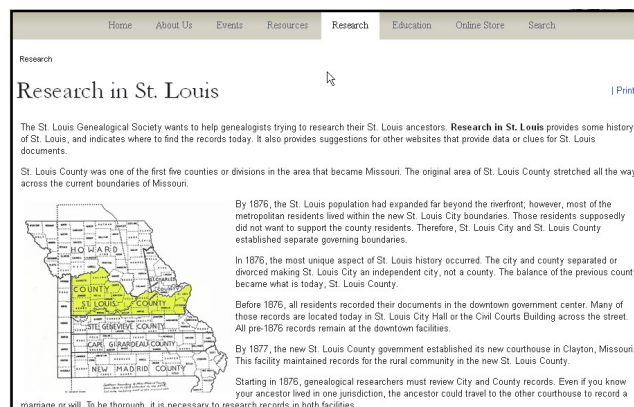 Home About Us Events Resources Research Education Online Store Search
Research
Research in St. Louis
| Print
The St. Louis Genealogical Society wants to help genealogists trying to research their St. Louis ancestors. Research in St. Louis provides some history
of St. Louis, and indicates where to find the records today. It also provides suggestions for other websites that provide data or clues for St. Louis
documents.
St. Louis County was one of the first five counties or divisions in the area that became Missouri. The original area of St. Louis County stretched all the way
across the current boundaries of Missouri.
By 1876, the St. Louis population had expanded far beyond the riverfront; however, most of the
metropolitan residents lived within the new St. Louis City boundaries. Those residents supposedly
did not want to support the county residents. Therefore, St. Louis City and St. Louis County
established separate governing boundaries.
In 1876, the most unique aspect of St. Louis history occurred. The city and county separated or
divorced making St. Louis City an independent city, not a county. The balance of the previous county
became what is today, St. Louis County.
Before 1876, all residents recorded their documents in the downtown government center. Many of
those records are located today in St. Louis City Hall or the Civil Courts Building across the street.
All pre-1876 records remain at the downtown facilities.
By 1877, the new St. Louis County government established its new courthouse in Clayton, Missouri.
This facility maintained records for the rural community in the new St. Louis County.
Starting in 1876, genealogical researchers must review City and County records. Even if you know
your ancestor lived in one jurisdiction, the ancestor could travel to the other courthouse to record a
marriage or will. To be thorough, it is necessary to research records in both facilities.
HOWARD
COUNTY
ST. CHARLES
ST. LOUIS COUNTY
STE. GENEVIEVE COUNTY
CAPE GIRARDEAU COUNTY
NEW MADRID COUNTY